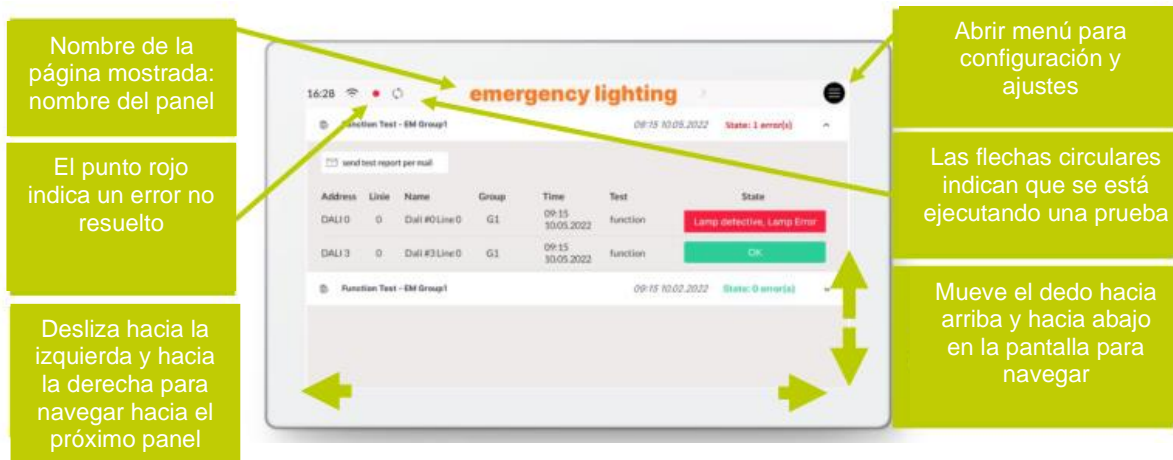 Nombre de la
página mostrada:
nombre del panel
El punto rojo
indica un error no
resuelto
Desliza hacia la
izquierda y hacia
la derecha para
navegar hacia el
próximo panel
16:28
emergency lighting
Function Test - EM Group1 09:15 10.05.2022 State: 1 error(s)
send test report per mail
Address Linie Name Group Time Test State
DALI 0 0 Dali #0 Line 0 G1 09:15 10.05.2022 function Lamp defective, Lamp Error
DALI 3 0 Dali #3 Line 0 G1 09:15 10.05.2022 function OK
Function Test - EM Group1 09:15 10.02.2022 State: 0 error(s)
Abrir menú para
configuración y
ajustes
Las flechas circulares
indican que se está
ejecutando una prueba
Mueve el dedo hacia
arriba y hacia abajo
en la pantalla para
navegar